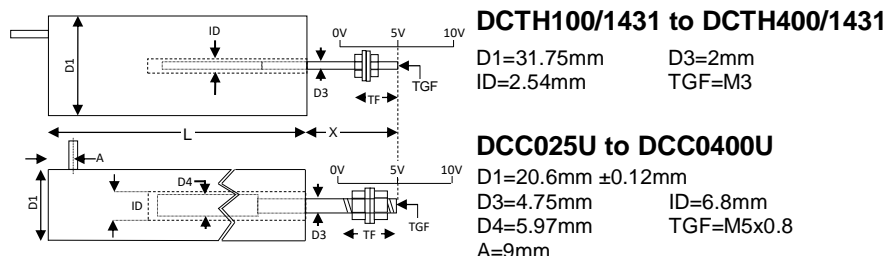 DCTH100/1431 to DCTH400/1431
D1=31.75mm D3=2mm
ID=2.54mm TGF=M3
D1
ID
0V 5V 10V
D3
TF
TGF
L
X
DCC025U to DCC0400U
D1=20.6mm ±0.12mm
D3=4.75mm ID=6.8mm
D4=5.97mm TGF=M5x0.8
A=9mm
A
0V 5V 10V
D4
D1
ID
D3
TF
TGF